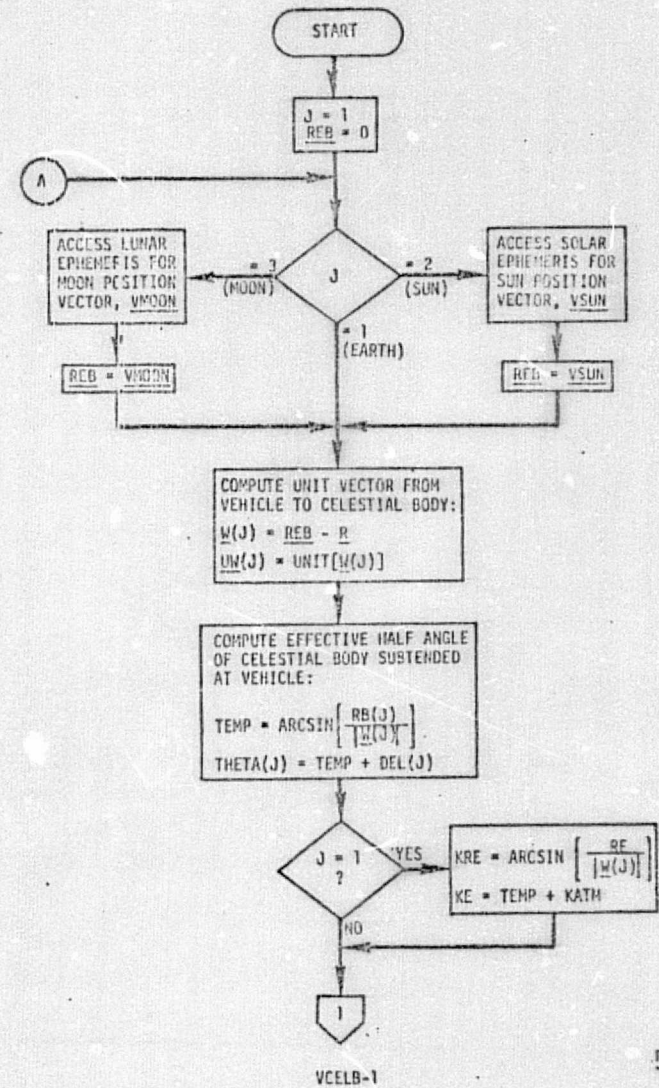 START
J = 1
REB = 0
A
ACCESS LUNAR
EPHEMERIS FOR
MOON POSITION
VECTOR, VMOON
= 3
(MOON)
J
= 2
(SUN)
ACCESS SOLAR
EPHEMERIS FOR
SUN POSITION
VECTOR, VSUN
= 1
(EARTH)
REB = VMOON
REB = VSUN
COMPUTE UNIT VECTOR FROM
VEHICLE TO CELESTIAL BODY:
W(J) = REB - R
UW(J) = UNIT[W(J)]
COMPUTE EFFECTIVE HALF ANGLE
OF CELESTIAL BODY SUBTENDED
AT VEHICLE:
TEMP = ARCSIN[RB(J) / |W(J)|]
THETA(J) = TEMP + DEL(J)
J = 1
?
YES
KRE = ARCSIN [RE / |W(J)|]
KE = TEMP + KATM
NO
1
VCELB-1